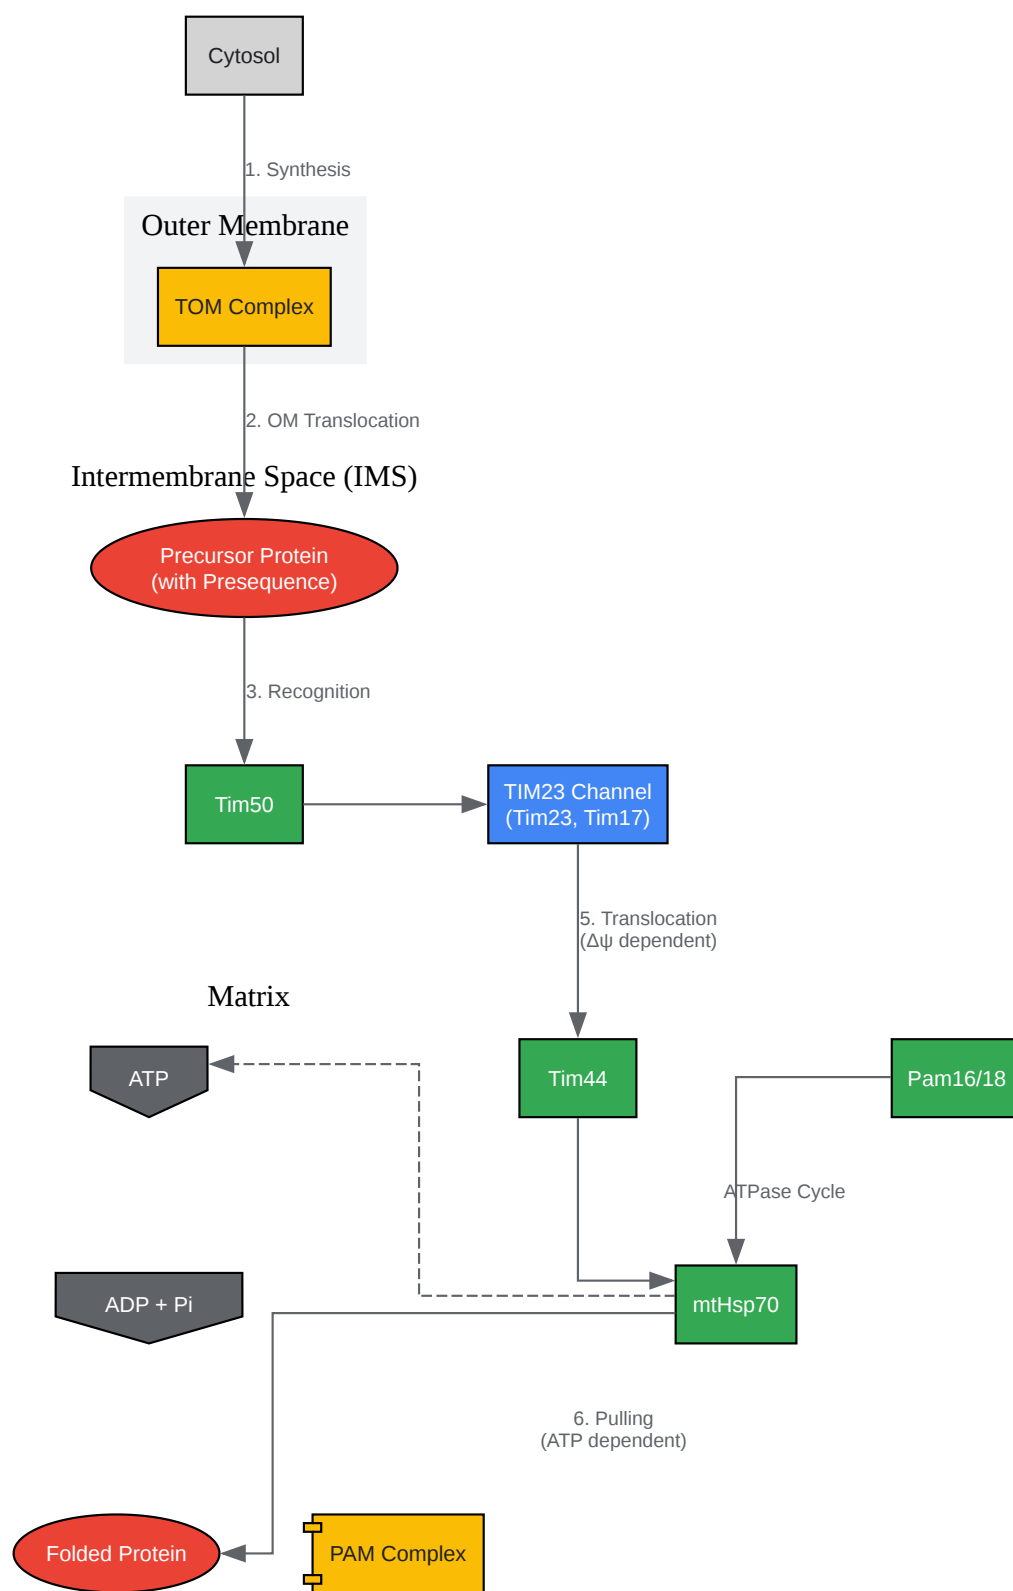 Cytosol
1. Synthesis
Outer Membrane
TOM Complex
2. OM Translocation
Intermembrane Space (IMS)
Precursor Protein
(with Presequence)
3. Recognition
Tim50
TIM23 Channel
(Tim23, Tim17)
5. Translocation
(Δψ dependent)
Matrix
ATP
Tim44
Pam16/18
ATPase Cycle
ADP + Pi
mtHsp70
6. Pulling
(ATP dependent)
Folded Protein
PAM Complex